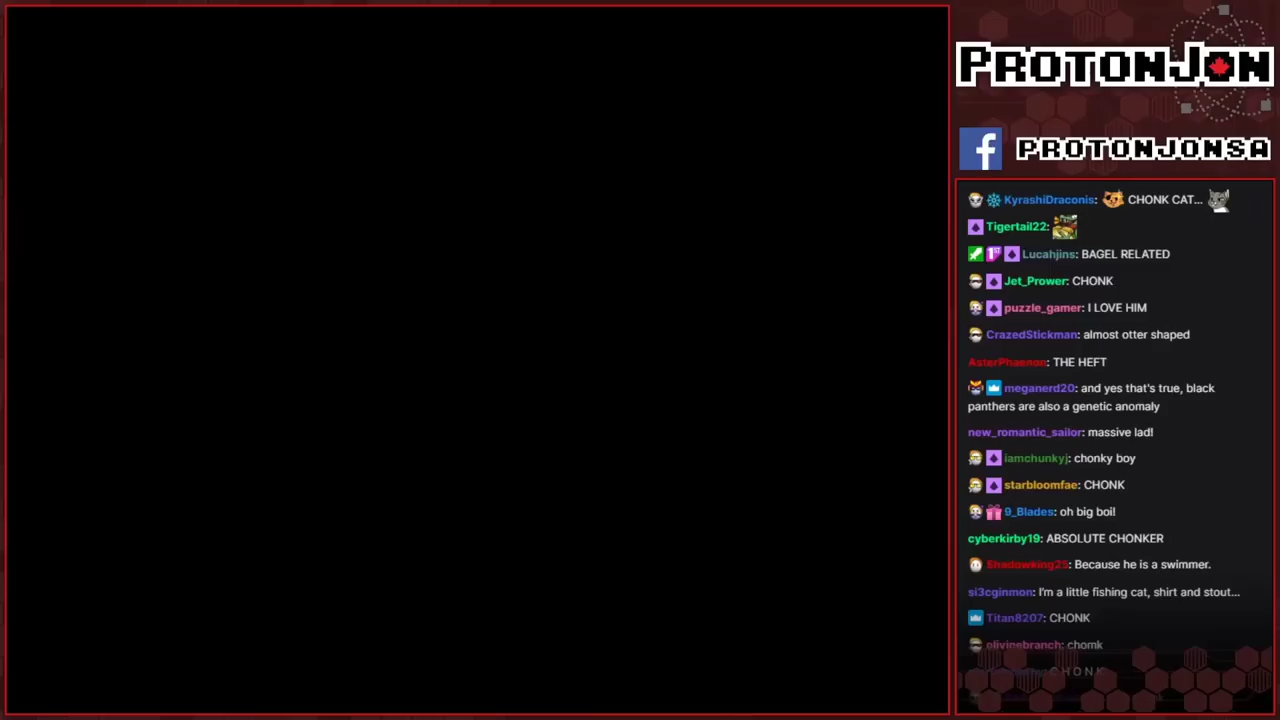 PROTONJON
PROTONJONSA
KyrashiDraconis: CHONK CAT...
Tigertail22:
Lucahjins: BAGEL RELATED
Jet_Prower: CHONK
puzzle_gamer: I LOVE HIM
CrazedStickman: almost otter shaped
AsterPhaenon: THE HEFT
meganerd20: and yes that's true, black
panthers are also a genetic anomaly
new_romantic_sailor: massive lad!
iamchunkyj: chonky boy
starbloomfae: CHONK
9_Blades: oh big boi!
cyberkirby19: ABSOLUTE CHONKER
Shadowking25: Because he is a swimmer.
si3cginmon: I'm a little fishing cat, shirt and stout...
Titan8207: CHONK
olivinebranch: chomk
C H O N K